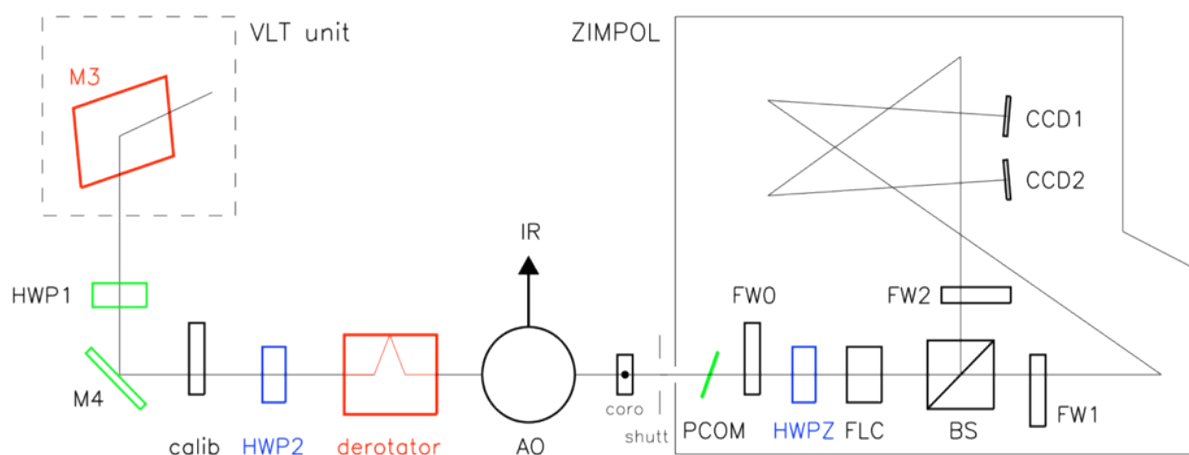 VLT unit
ZIMPOL
M3
CCD1
CCD2
IR
HWP1
FW0
FW2
M4
coro
shutt
calib
HWP2
derotator
AO
PCOM
HWPZ
FLC
BS
FW1